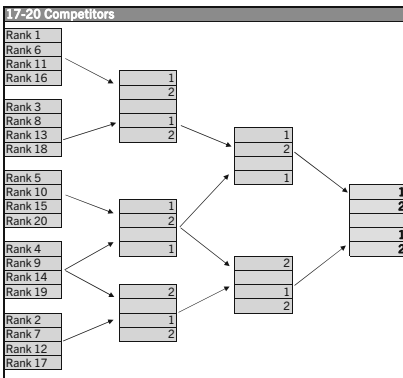 17-20 Competitors
Rank 1
Rank 6
Rank 11
Rank 16
Rank 3
Rank 8
Rank 13
Rank 18
Rank 5
Rank 10
Rank 15
Rank 20
Rank 4
Rank 9
Rank 14
Rank 19
Rank 2
Rank 7
Rank 12
Rank 17
1
2
1
2
1
2
1
2
1
2
1
2
1
2
1
2
1
2
1
2